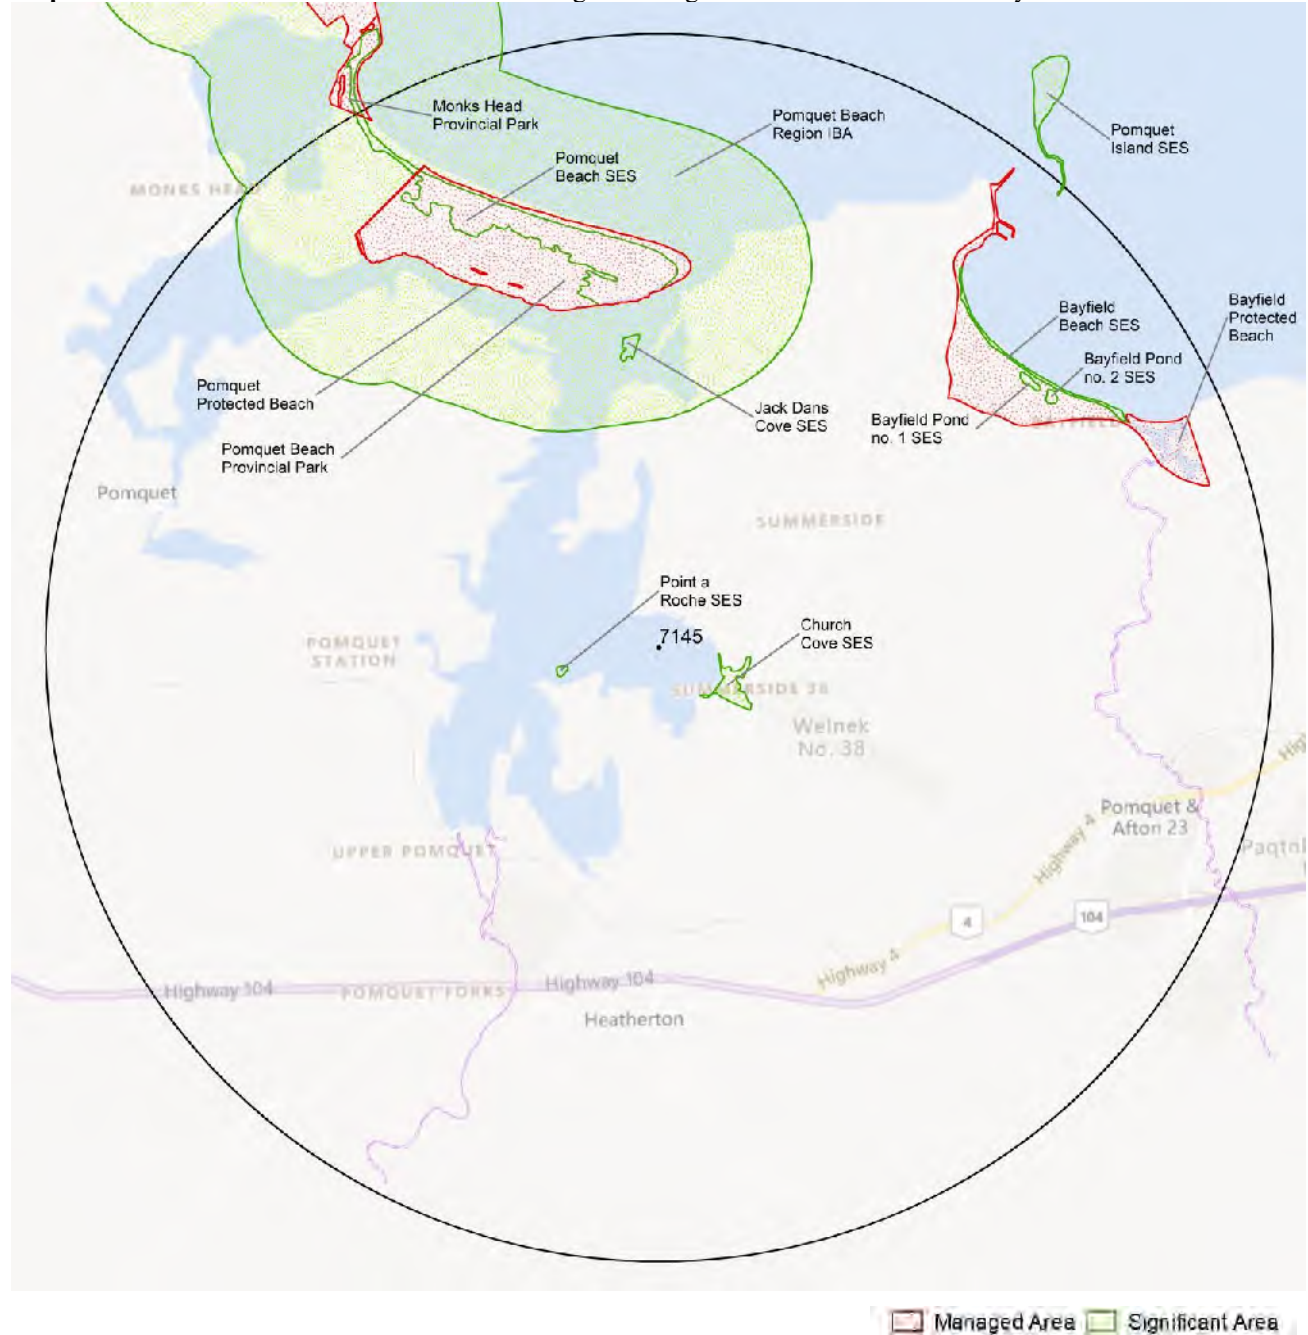 Monks Head
Provincial Park
Pomquet Beach
Region IBA
Pomquet
Island SES
Pomquet
Beach SES
MONKS HEAD
Bayfield
Protected
Beach
Bayfield
Beach SES
Bayfield Pond
no. 2 SES
Pomquet
Protected Beach
Jack Dans
Cove SES
Bayfield Pond
no. 1 SES
Pomquet Beach
Provincial Park
Pomquet
SUMMERSIDE
Point a
Roche SES
Church
Cove SES
7145
POMQUET
STATION
SUMMERSIDE 38
Welnek
No. 38
Pomquet &
Afton 23
Highway 4
UPPER POMQUET
4
104
Highway 4
Highway 104
POMQUET FORKS
Highway 104
Heatherton
Managed Area
Significant Area